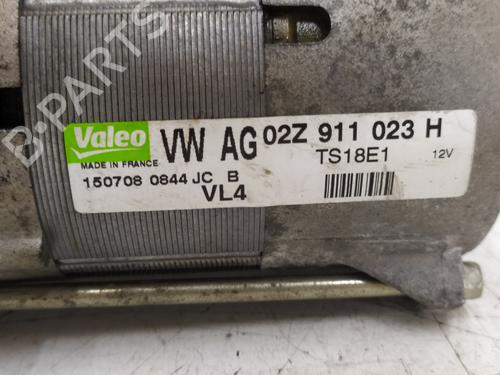 B-PARTS
Valeo VW AG 02Z 911 023 H
MADE IN FRANCE TS18E1 12V
150708 0844 JC B
VL4